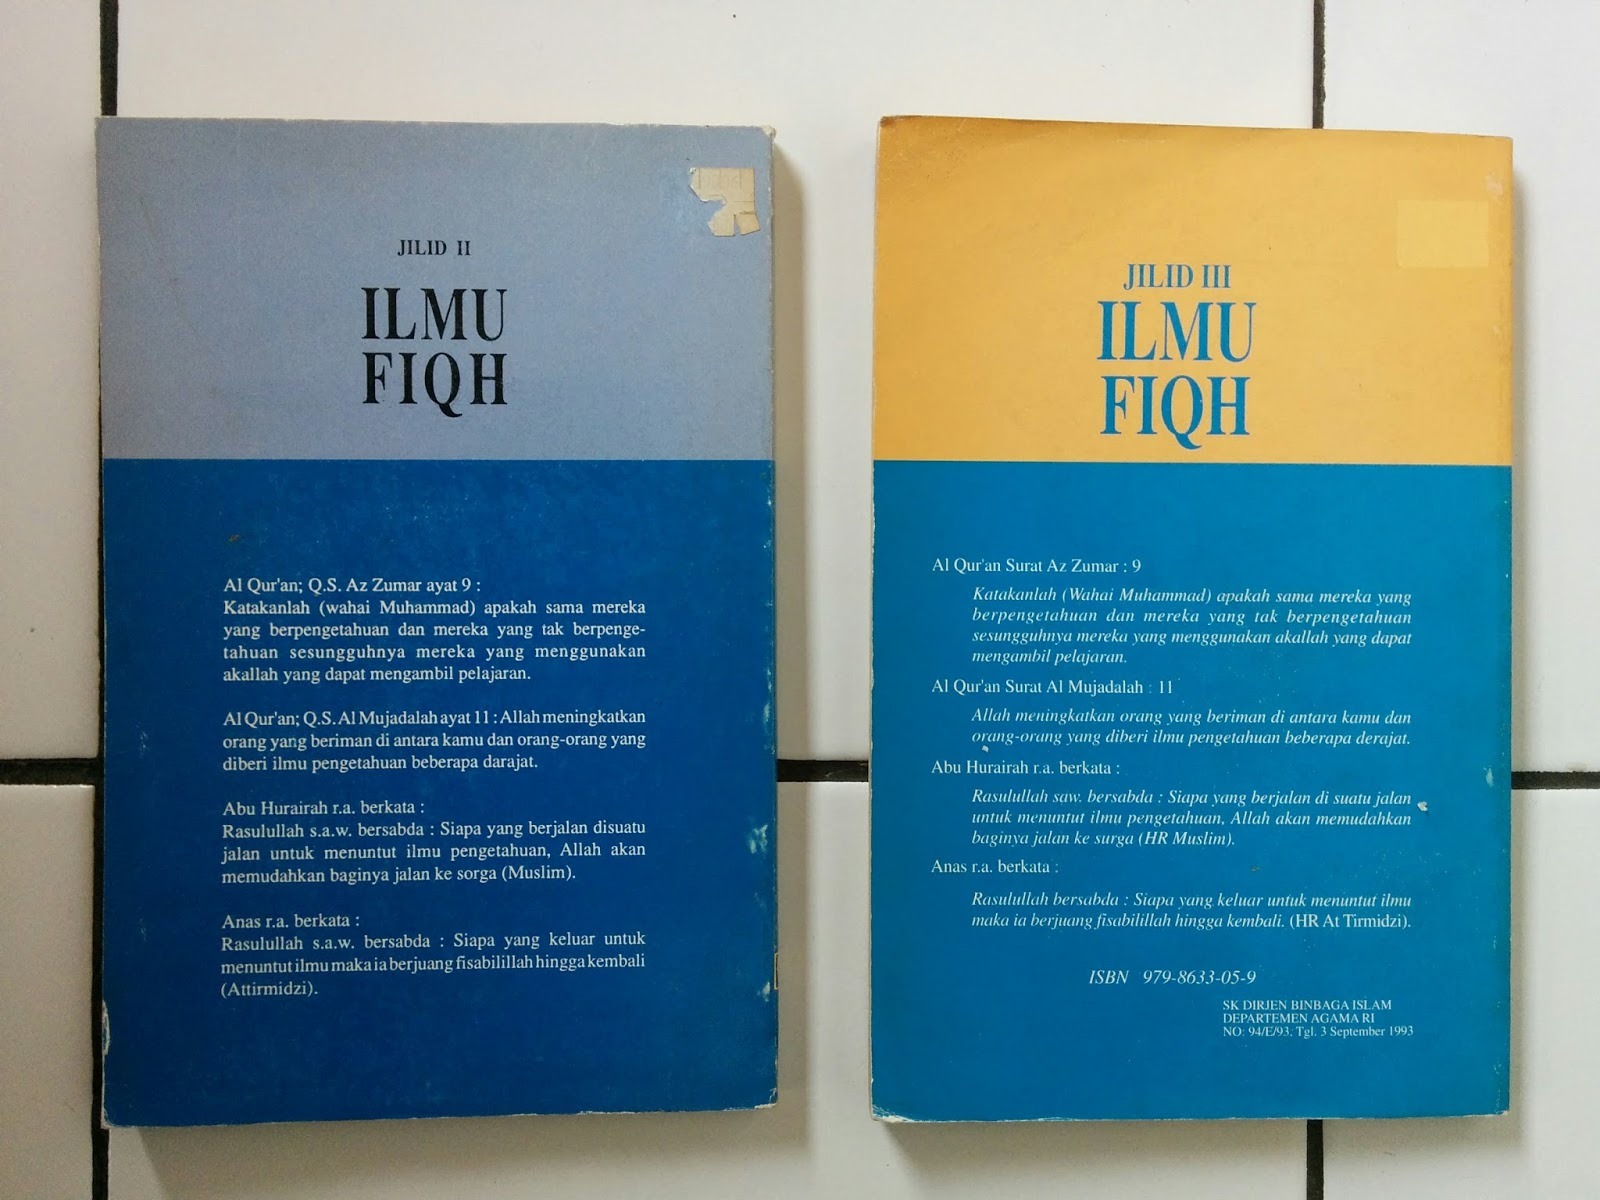 JILID II
ILMU
FIQH
Al Qur'an; Q.S. Az Zumar ayat 9 :
Katakanlah (wahai Muhammad) apakah sama mereka
yang berpengetahuan dan mereka yang tak berpenge-
tahuan sesungguhnya mereka yang menggunakan
akallah yang dapat mengambil pelajaran.
Al Qur'an; Q.S. Al Mujadalah ayat 11 : Allah meningkatkan
orang yang beriman di antara kamu dan orang-orang yang
diberi ilmu pengetahuan beberapa darajat.
Abu Hurairah r.a. berkata :
Rasulullah s.a.w. bersabda : Siapa yang berjalan disuatu
jalan untuk menuntut ilmu pengetahuan, Allah akan
memudahkan baginya jalan ke sorga (Muslim).
Anas r.a. berkata :
Rasulullah s.a.w. bersabda : Siapa yang keluar untuk
menuntut ilmu maka ia berjuang fisabilillah hingga kembali
(Attirmidzi).
JILID III
ILMU
FIQH
Al Qur'an Surat Az Zumar : 9
Katakanlah (Wahai Muhammad) apakah sama mereka yang
berpengetahuan dan mereka yang tak berpengetahuan
sesungguhnya mereka yang menggunakan akallah yang dapat
mengambil pelajaran.
Al Qur'an Surat Al Mujadalah : 11
Allah meningkatkan orang yang beriman di antara kamu dan
orang-orang yang diberi ilmu pengetahuan beberapa derajat.
Abu Hurairah r.a. berkata :
Rasulullah saw. bersabda : Siapa yang berjalan di suatu jalan
untuk menuntut ilmu pengetahuan, Allah akan memudahkan
baginya jalan ke surga (HR Muslim).
Anas r.a. berkata :
Rasulullah bersabda : Siapa yang keluar untuk menuntut ilmu
maka ia berjuang fisabilillah hingga kembali. (HR At Tirmidzi).
ISBN 979-8633-05-9
SK DIRJEN BINBAGA ISLAM
DEPARTEMEN AGAMA RI
NO: 94/E/93. Tgl. 3 September 1993